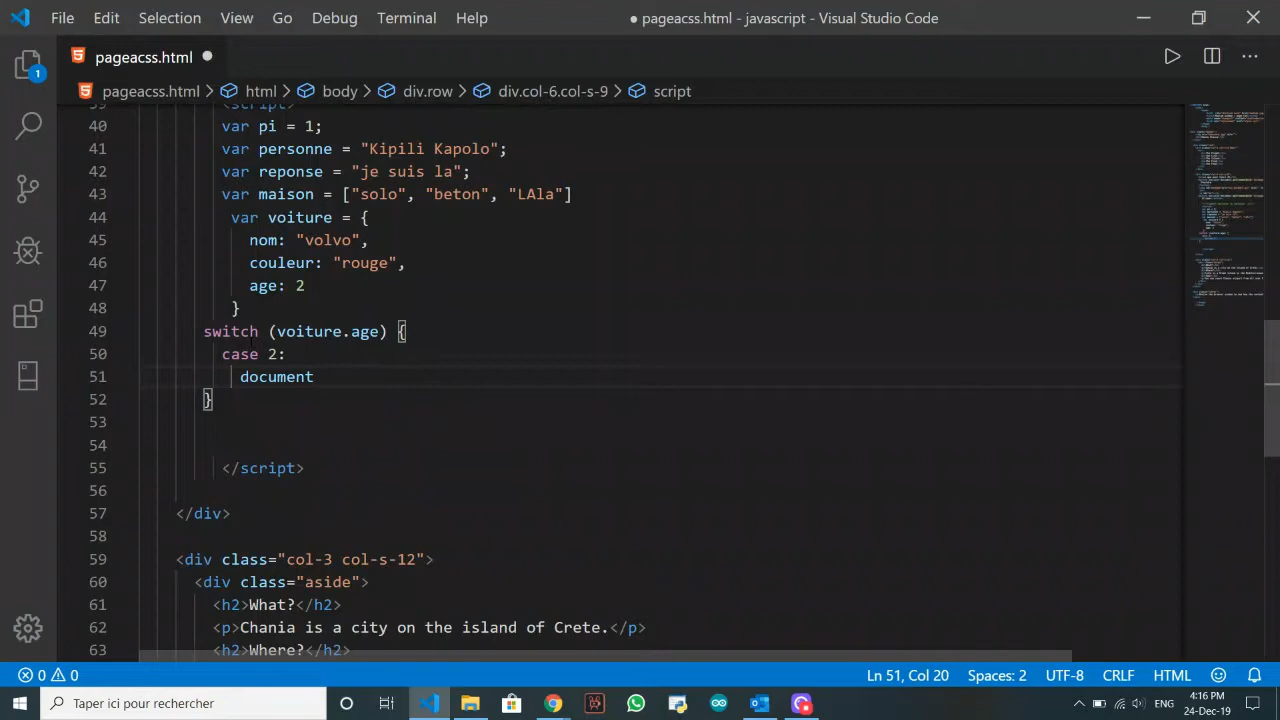 File Edit Selection View Go Debug Terminal Help ● pageacss.html - javascript - Visual Studio Code
pageacss.html
pageacss.html > html > body > div.row > div.col-6.col-s-9 > script
39 <script>
40 var pi = 1;
41 var personne = "Kipili Kapolo";
42 var reponse = "je suis la";
43 var maison = ["solo", "beton", "lAla"]
44 var voiture = {
45 nom: "volvo",
46 couleur: "rouge",
47 age: 2
48 }
49 switch (voiture.age) {
50 case 2:
51 document
52 }
53
54
55 </script>
56
57 </div>
58
59 <div class="col-3 col-s-12">
60 <div class="aside">
61 <h2>What?</h2>
62 <p>Chania is a city on the island of Crete.</p>
63 <h2>Where?</h2>
1
0 0 Ln 51, Col 20 Spaces: 2 UTF-8 CRLF HTML
Taper ici pour rechercher ENG 4:16 PM
24-Dec-19